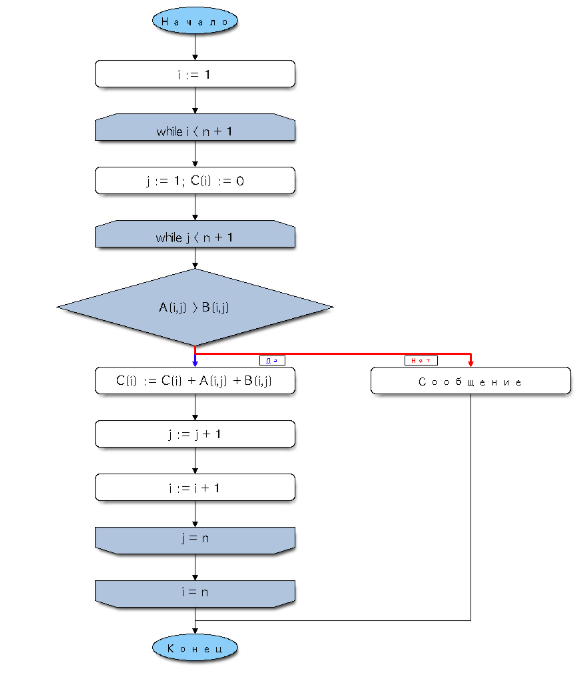 Начало
i := 1
while i < n + 1
j := 1 ; C(i) := 0
while j < n + 1
A(i,j) > B(i,j)
Да
Нет
C(i) := C(i) + A(i,j) + B(i,j)
Сообщение
j := j + 1
i := i + 1
j = n
i = n
Конец